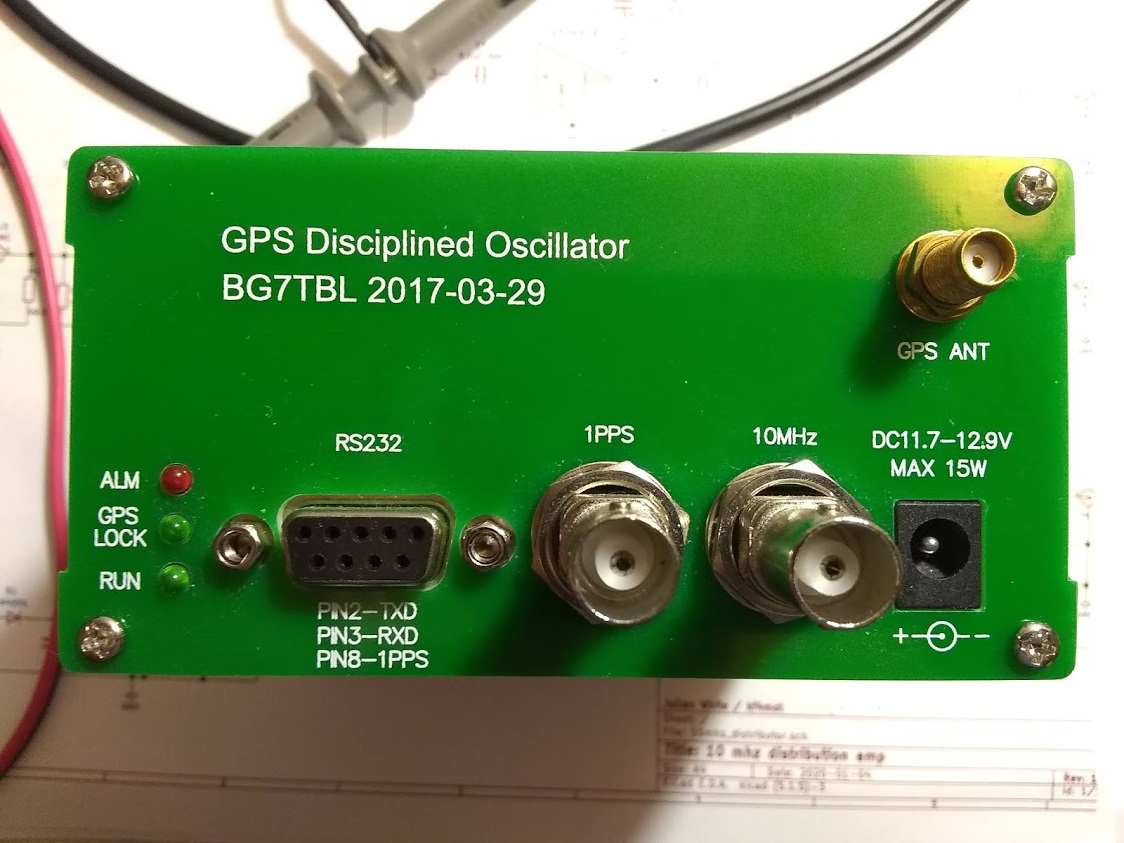 GPS Disciplined Oscillator
BG7TBL 2017-03-29
GPS ANT
RS232
1PPS
10MHz
DC11.7-12.9V
MAX 15W
ALM
GPS
LOCK
RUN
PIN2-TXD
PIN3-RXD
PIN8-1PPS
+ -
Title: 10 mhz distribution amp